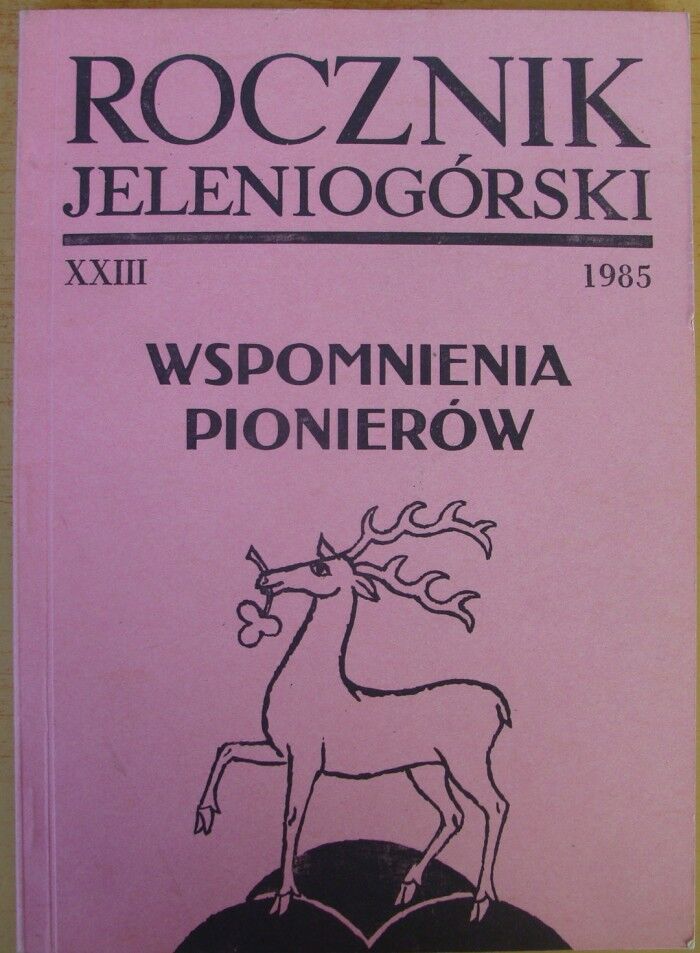 ROCZNIK
JELENIOGÓRSKI
XXIII 1985
WSPOMNIENIA
PIONIERÓW